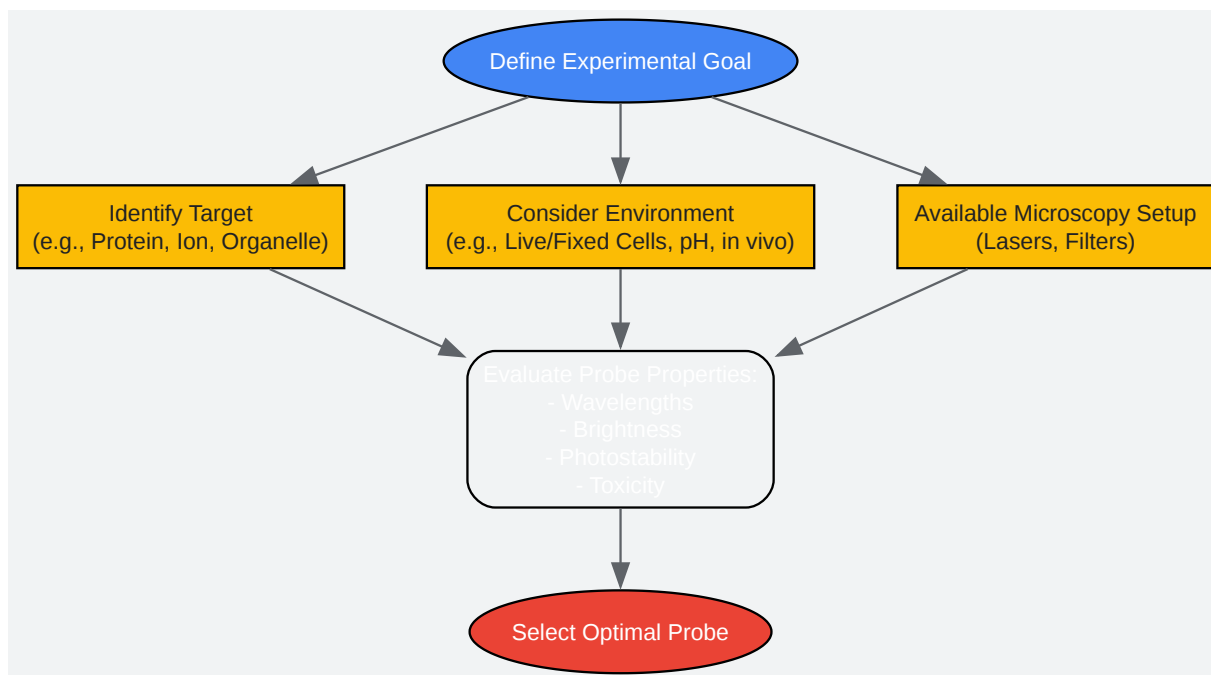 Define Experimental Goal
Identify Target
(e.g., Protein, Ion, Organelle)
Consider Environment
(e.g., Live/Fixed Cells, pH, in vivo)
Available Microscopy Setup
(Lasers, Filters)
Evaluate Probe Properties:
- Wavelengths
- Brightness
- Photostability
- Toxicity
Select Optimal Probe